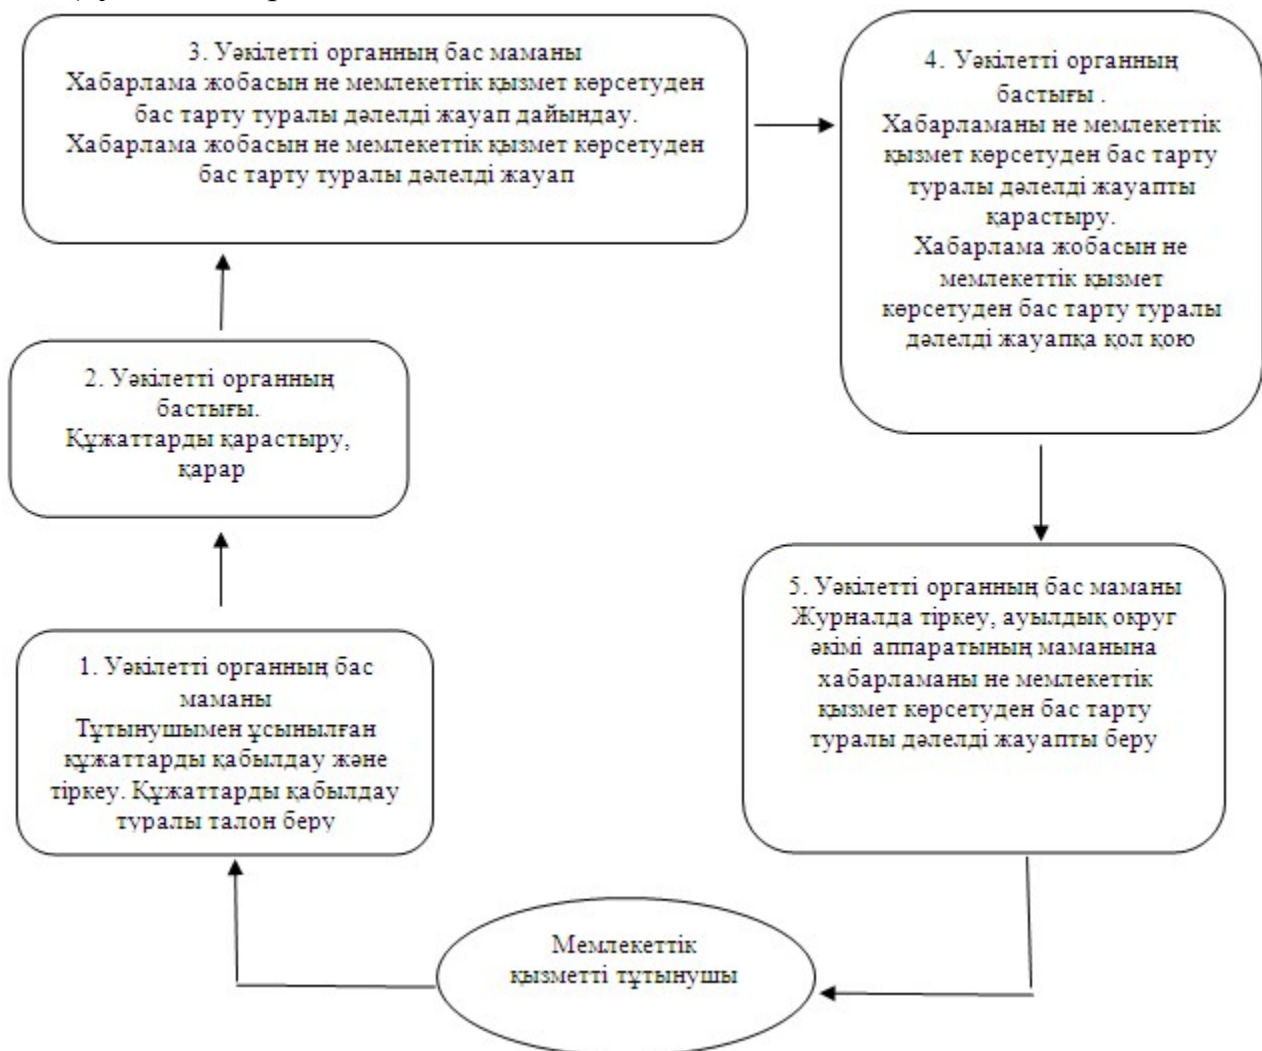 3. Уәкілетті органның бас маманы
Хабарлама жобасын не мемлекеттік қызмет көрсетуден
бас тарту туралы дәлелді жауап дайындау.
Хабарлама жобасын не мемлекеттік қызмет көрсетуден
бас тарту туралы дәлелді жауап
4. Уәкілетті органның
бастығы .
Хабарламаны не мемлекеттік
қызмет көрсетуден бас тарту
туралы дәлелді жауапты
қарастыру.
Хабарлама жобасын не
мемлекеттік қызмет
көрсетуден бас тарту туралы
дәлелді жауапқа қол қою
2. Уәкілетті органның
бастығы.
Құжаттарды қарастыру,
қарар
5. Уәкілетті органның бас маманы
Журналда тіркеу, ауылдық округ
әкімі аппаратының маманына
хабарламаны не мемлекеттік
қызмет көрсетуден бас тарту
туралы дәлелді жауапты беру
1. Уәкілетті органның бас
маманы
Тұтынушымен ұсынылған
құжаттарды қабылдау және
тіркеу. Құжаттарды қабылдау
туралы талон беру
Мемлекеттік
қызметті тұтынушы